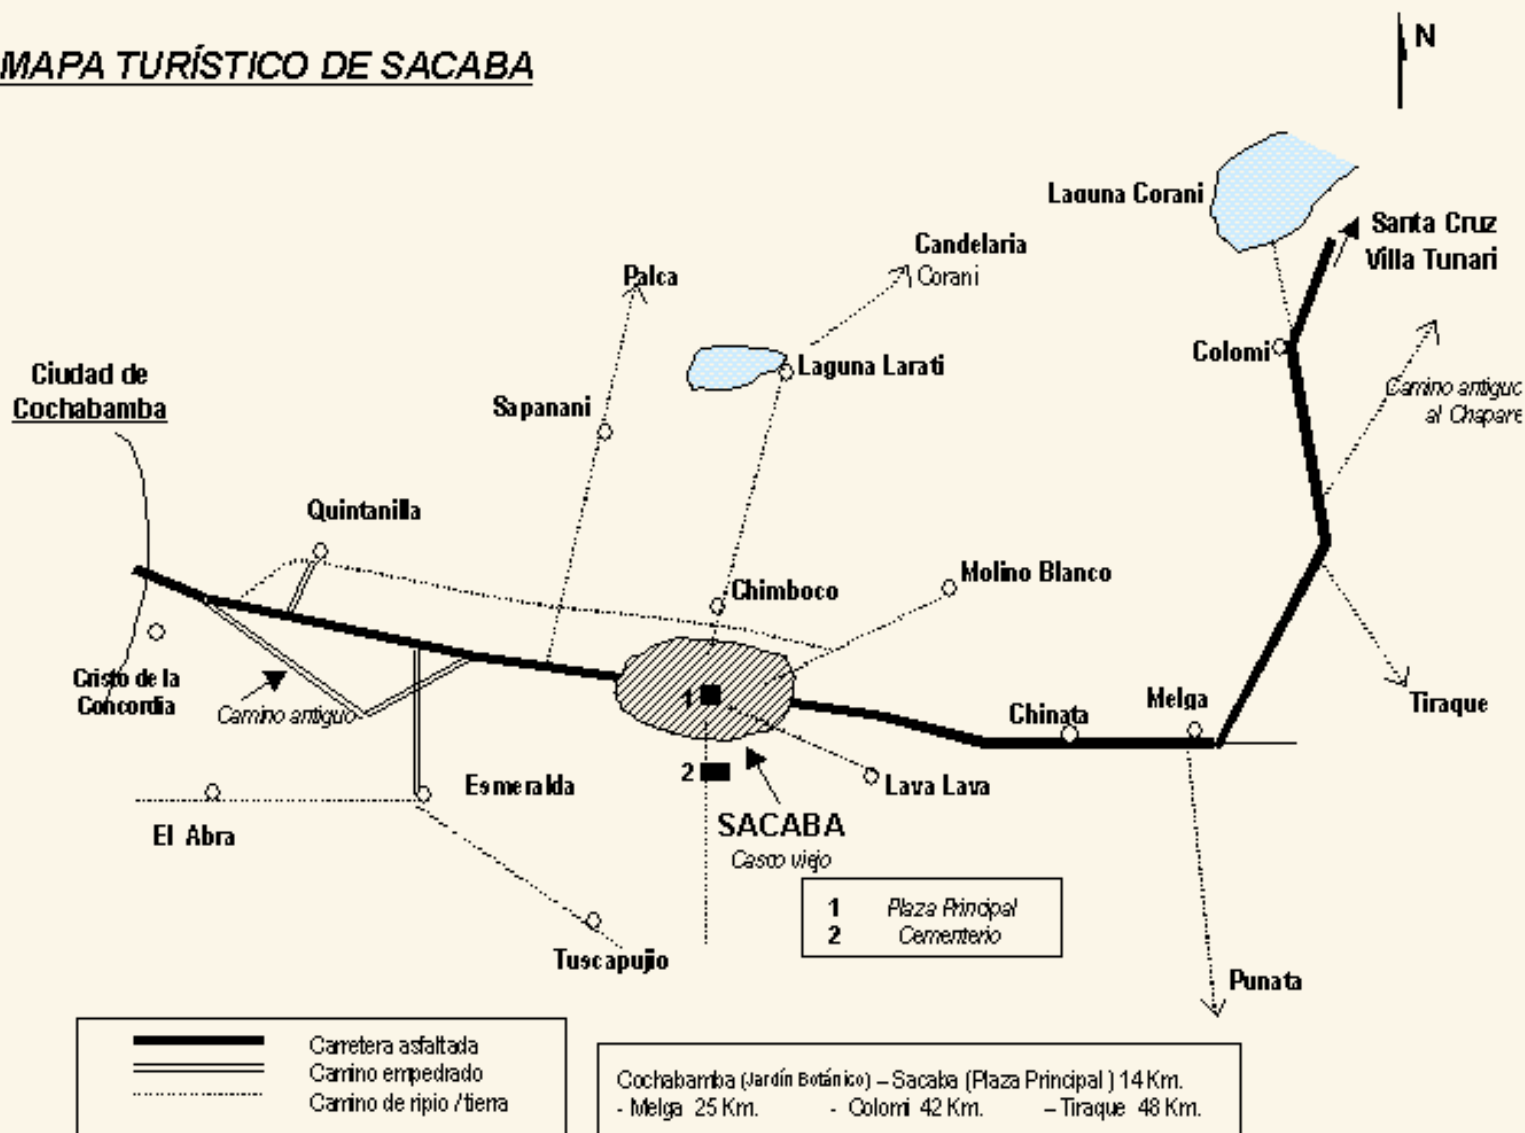 MAPA TURÍSTICO DE SACABA
N
Laguna Corani
Santa Cruz
Villa Tunari
Candelaria
Corani
Palca
Colomi
Laguna Larati
Ciudad de
Cochabamba
Camino antiguo
al Chapare
Sapanani
Quintanilla
Molino Blanco
Chimboco
Cristo de la
Concordia
Camino antiguo
1
Melga
Tiraque
Chinata
2
Esmeralda
Lava Lava
El Abra
SACABA
Casco viejo
1 Plaza Principal
2 Cementerio
Tuscapujio
Punata
Carretera asfaltada
Camino empedrado
Camino de ripio / tierra
Cochabamba (Jardín Botánico) – Sacaba (Plaza Principal ) 14 Km.
- Melga 25 Km. - Colomi 42 Km. – Tiraque 48 Km.